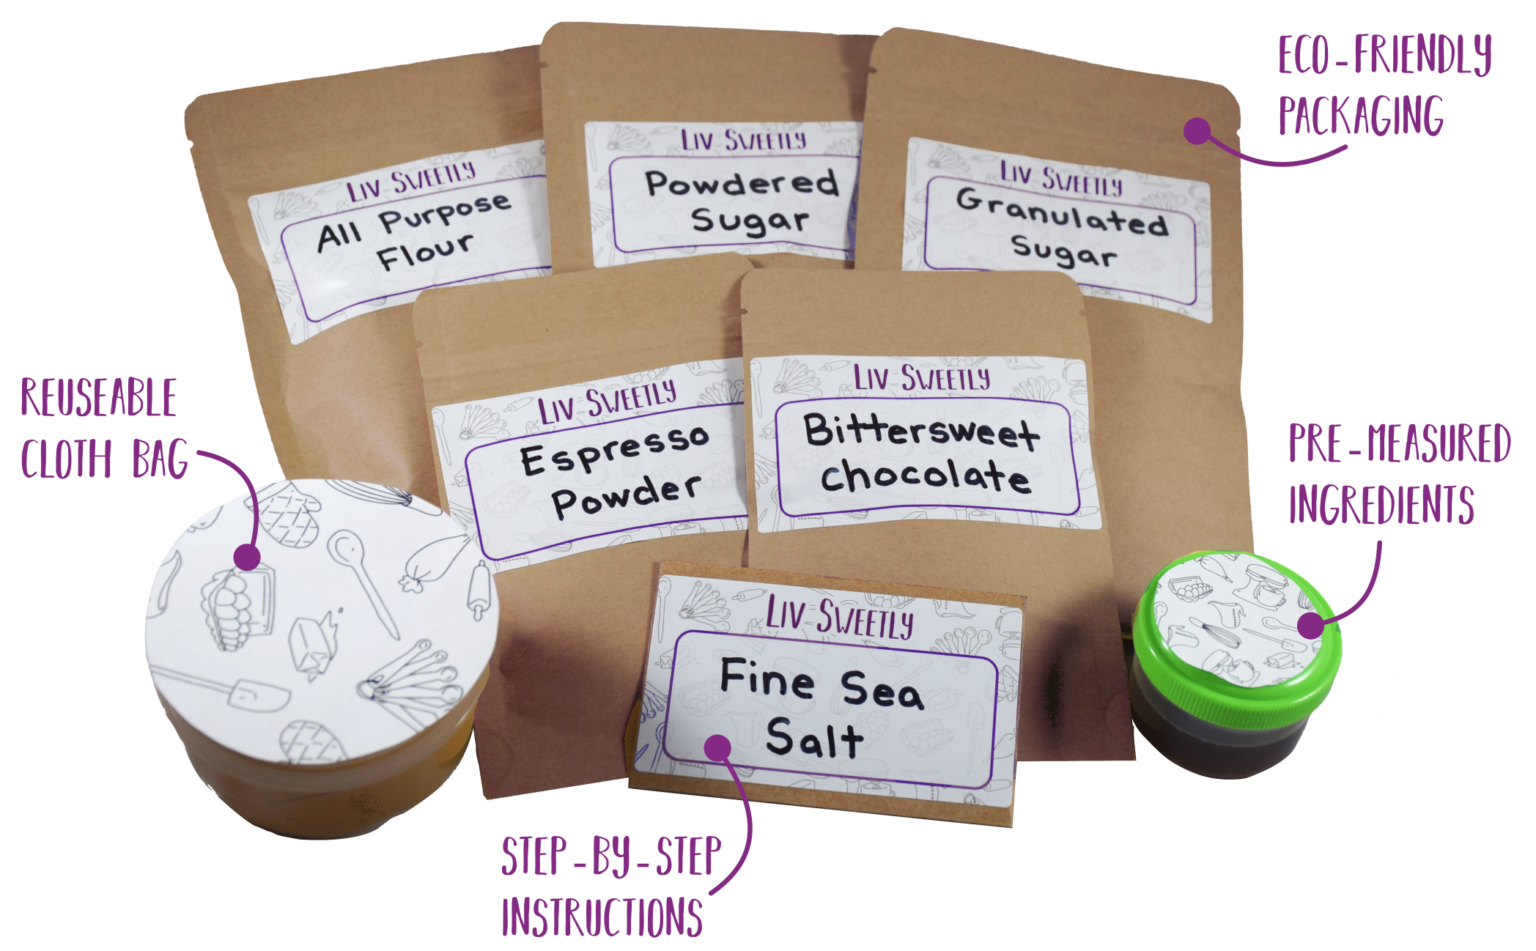 ECO-FRIENDLY
PACKAGING
LIV SWEETLY
All Purpose
Flour
LIV SWEETLY
Powdered
Sugar
LIV SWEETLY
Granulated
Sugar
REUSEABLE
CLOTH BAG
LIV SWEETLY
Espresso
Powder
LIV SWEETLY
Bittersweet
chocolate
PRE-MEASURED
INGREDIENTS
LIV SWEETLY
Fine Sea
Salt
STEP-BY-STEP
INSTRUCTIONS